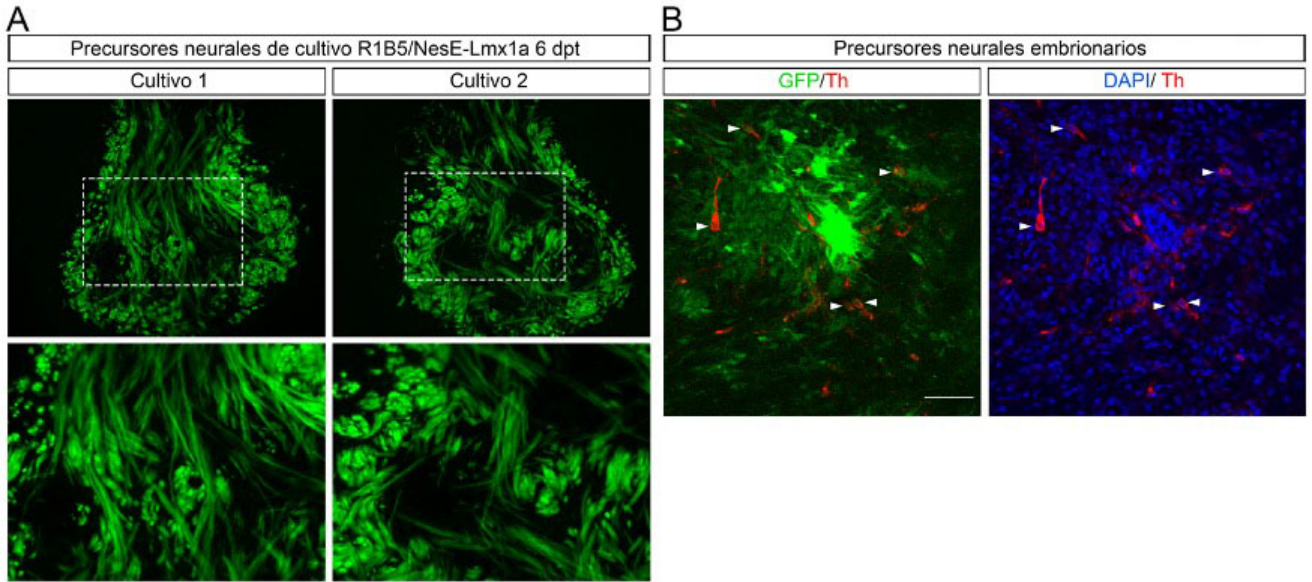 A
Precursores neurales de cultivo R1B5/NesE-Lmx1a 6 dpt
Cultivo 1
Cultivo 2
B
Precursores neurales embrionarios
GFP/Th
DAPI/ Th